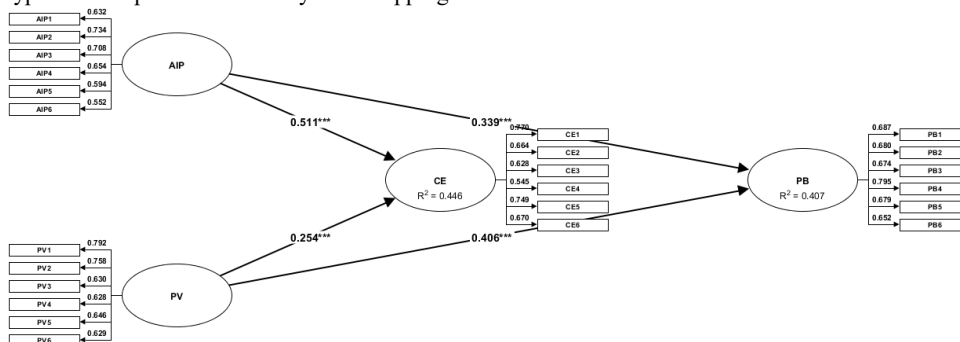 0.632
AIP1
0.734
AIP2
0.708
AIP3
0.654
AIP4
0.594
AIP5
0.552
AIP6
AIP
0.511***
0.339***
0.770
CE1
0.664
CE2
0.628
CE3
0.545
CE4
0.749
CE5
0.670
CE6
CE
R² = 0.446
0.687
PB1
0.680
PB2
0.674
PB3
0.795
PB4
0.679
PB5
0.652
PB6
PB
R² = 0.407
0.254***
0.406***
0.792
PV1
0.758
PV2
0.630
PV3
0.628
PV4
0.646
PV5
0.629
PV6
PV